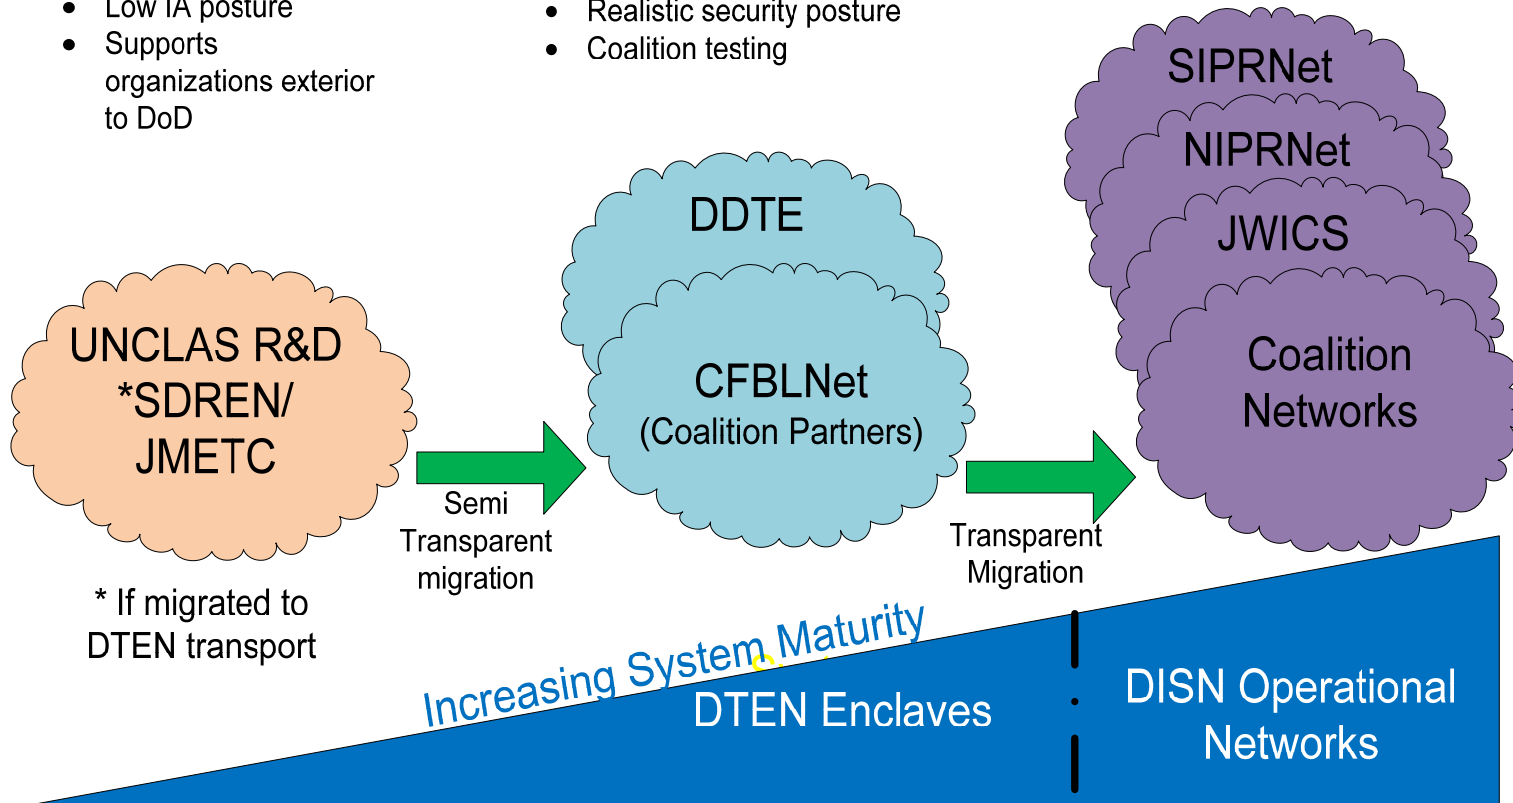 • Low IA posture
• Supports
organizations exterior
to DoD
• Realistic security posture
• Coalition testing
SIPRNet
NIPRNet
JWICS
Coalition
Networks
DDTE
CFBLNet
(Coalition Partners)
UNCLAS R&D
*SDREN/
JMETC
Semi
Transparent
migration
Transparent
Migration
* If migrated to
DTEN transport
Increasing System Maturity
DTEN Enclaves
DISN Operational
Networks